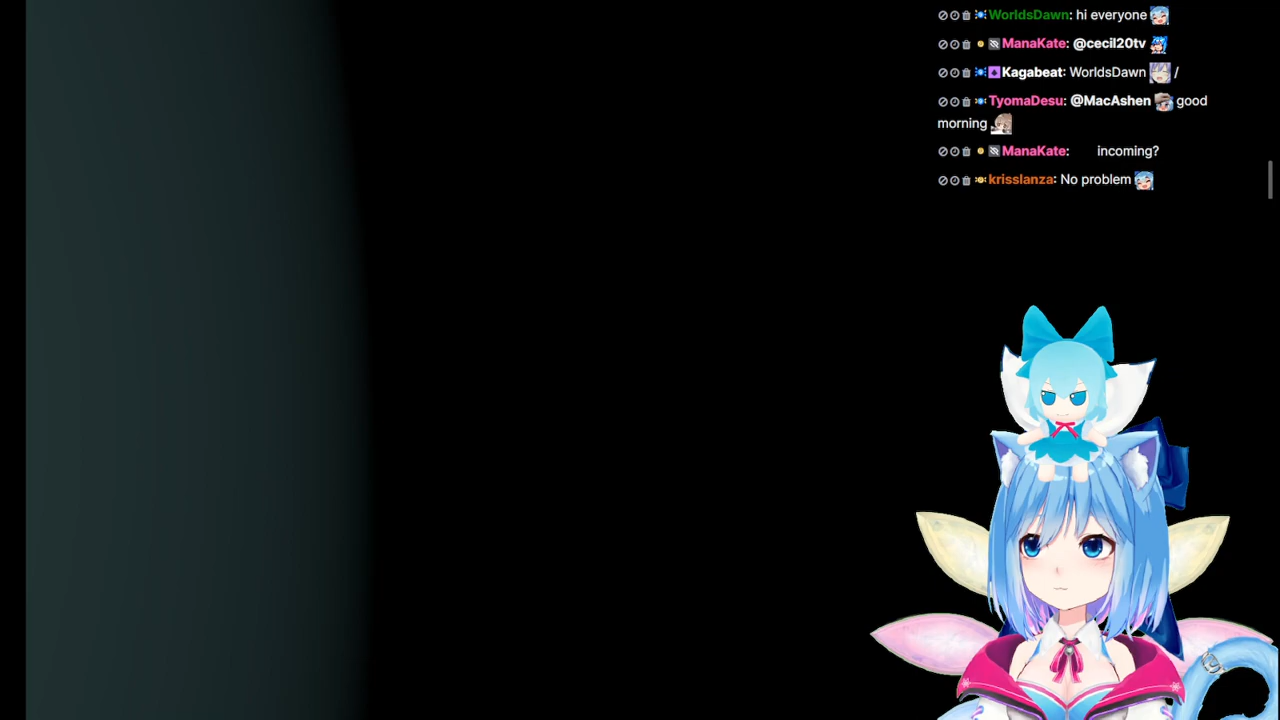 WorldsDawn: hi everyone
ManaKate: @cecil20tv
Kagabeat: WorldsDawn /
TyomaDesu: @MacAshen good
morning
ManaKate: incoming?
krisslanza: No problem